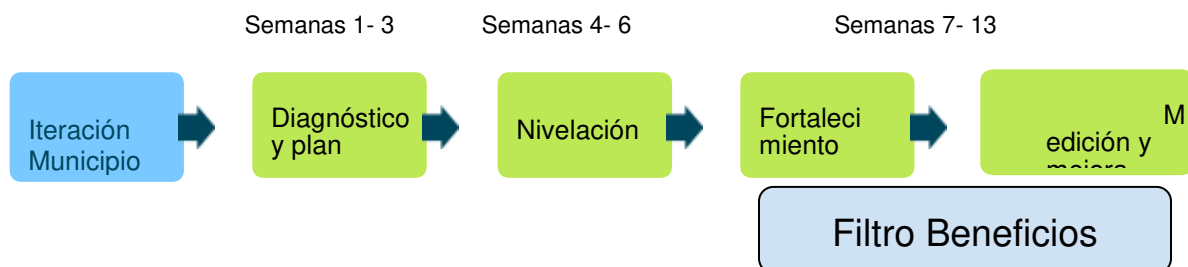 Semanas 1- 3
Semanas 4- 6
Semanas 7- 13
Iteración
Municipio
Diagnóstico
y plan
Nivelación
Fortaleci
miento
M
edición y
mejora
Filtro Beneficios